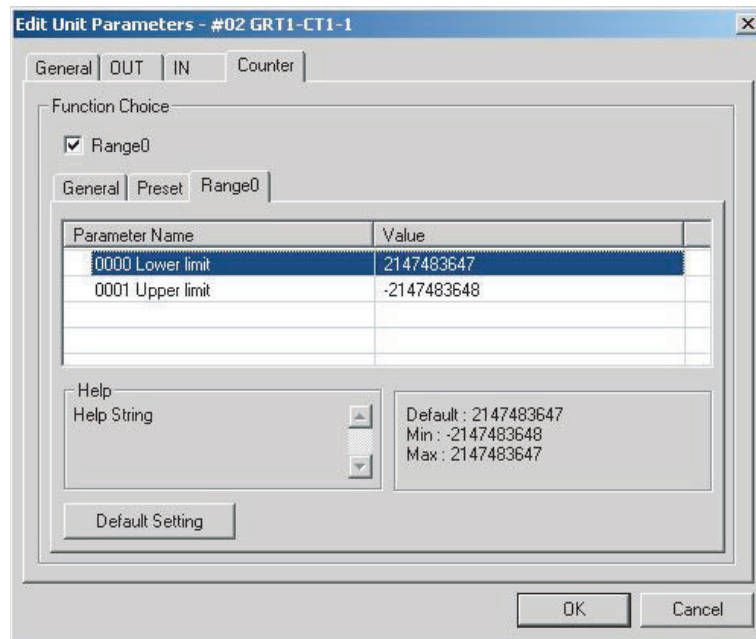 Edit Unit Parameters - #02 GRT1-CT1-1
General OUT IN Counter
Function Choice
Range0
General Preset Range0
Parameter Name Value
0000 Lower limit 2147483647
0001 Upper limit -2147483648
Help
Help String
Default : 2147483647
Min : -2147483648
Max : 2147483647
Default Setting
OK Cancel